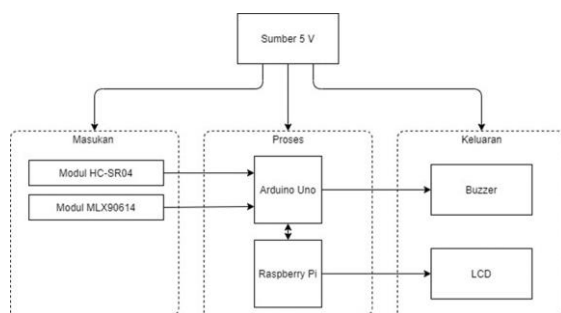 Sumber 5 V
Masukan
Proses
Keluaran
Modul HC-SR04
Modul MLX90614
Arduino Uno
Raspberry Pi
Buzzer
LCD